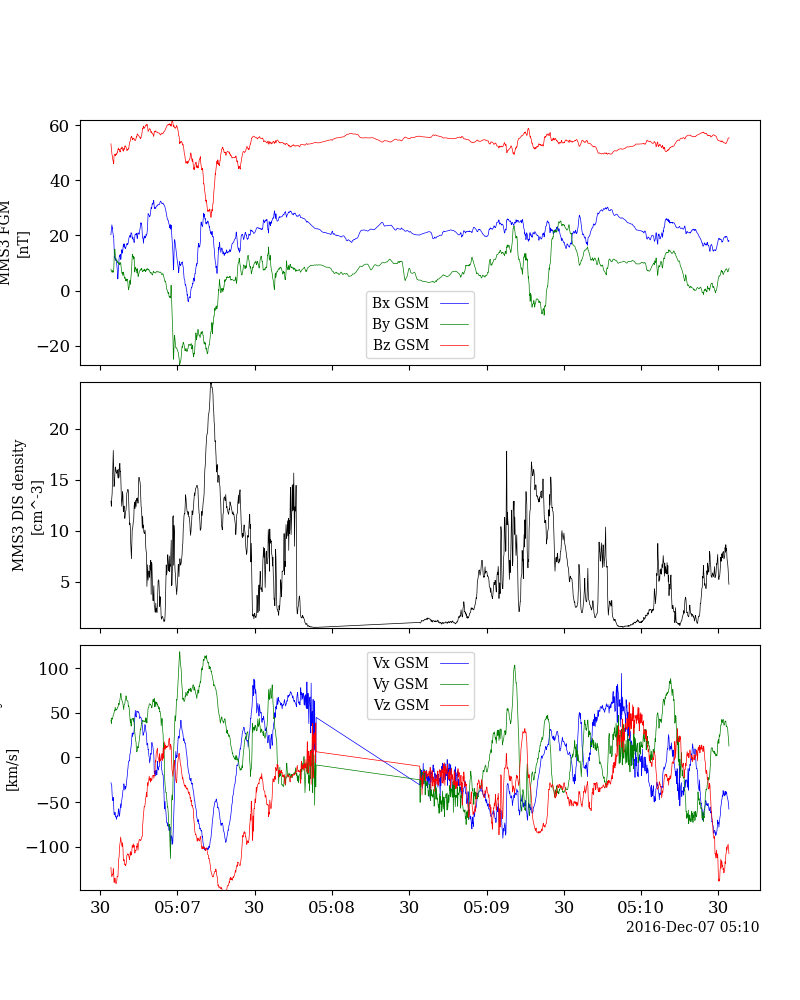 60
40
20
0
−20
MMS3 FGM
[nT]
Bx GSM
By GSM
Bz GSM
20
15
10
5
MMS3 DIS density
[cm^-3]
100
50
0
−50
−100
[km/s]
Vx GSM
Vy GSM
Vz GSM
30 05:07 30 05:08 30 05:09 30 05:10 30
2016-Dec-07 05:10